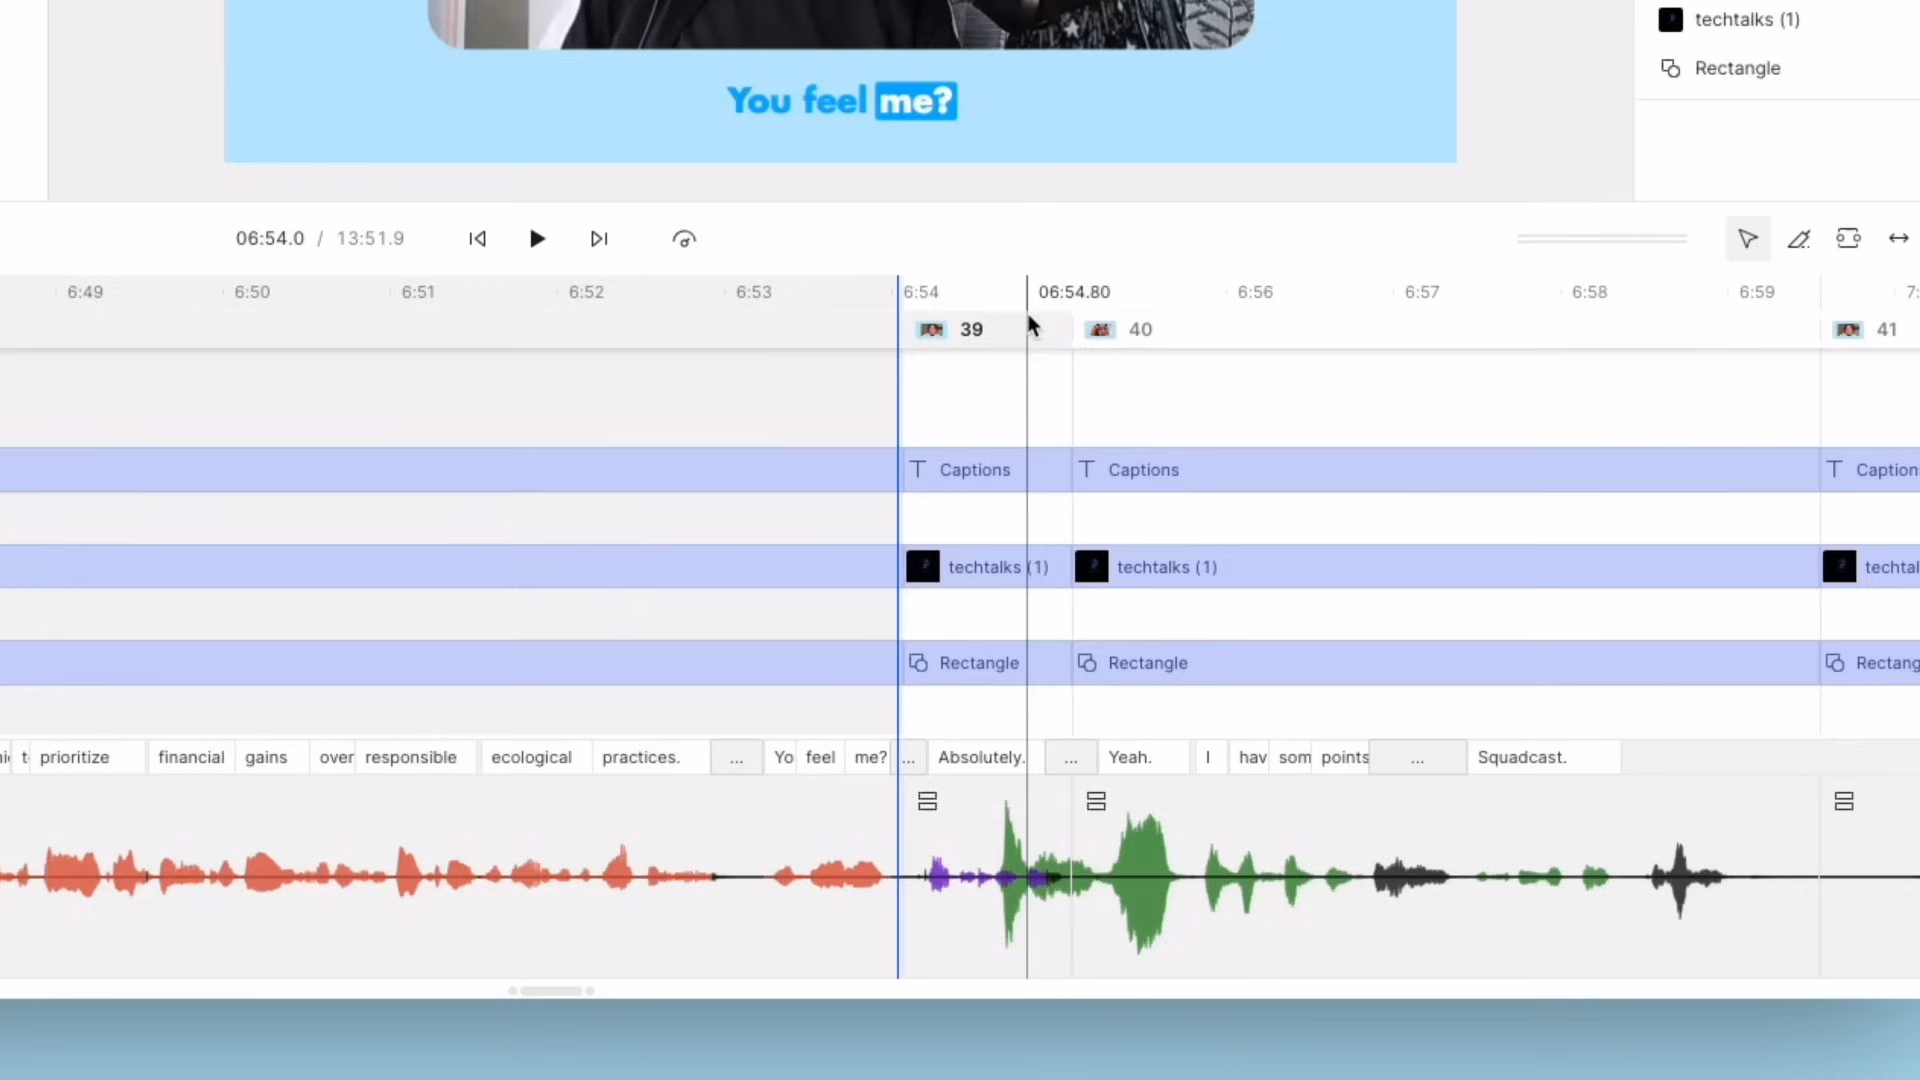 techtalks (1)
Rectangle
You feel me?
06:54.0 / 13:51.9
6:49 6:50 6:51 6:52 6:53 6:54 06:54.80 6:56 6:57 6:58 6:59 7:
39 40 41
Captions Captions Caption
techtalks (1) techtalks (1) techtal
Rectangle Rectangle Rectang
t prioritize financial gains over responsible ecological practices. ... Yo feel me? ... Absolutely. ... Yeah. I hav som points ... Squadcast.